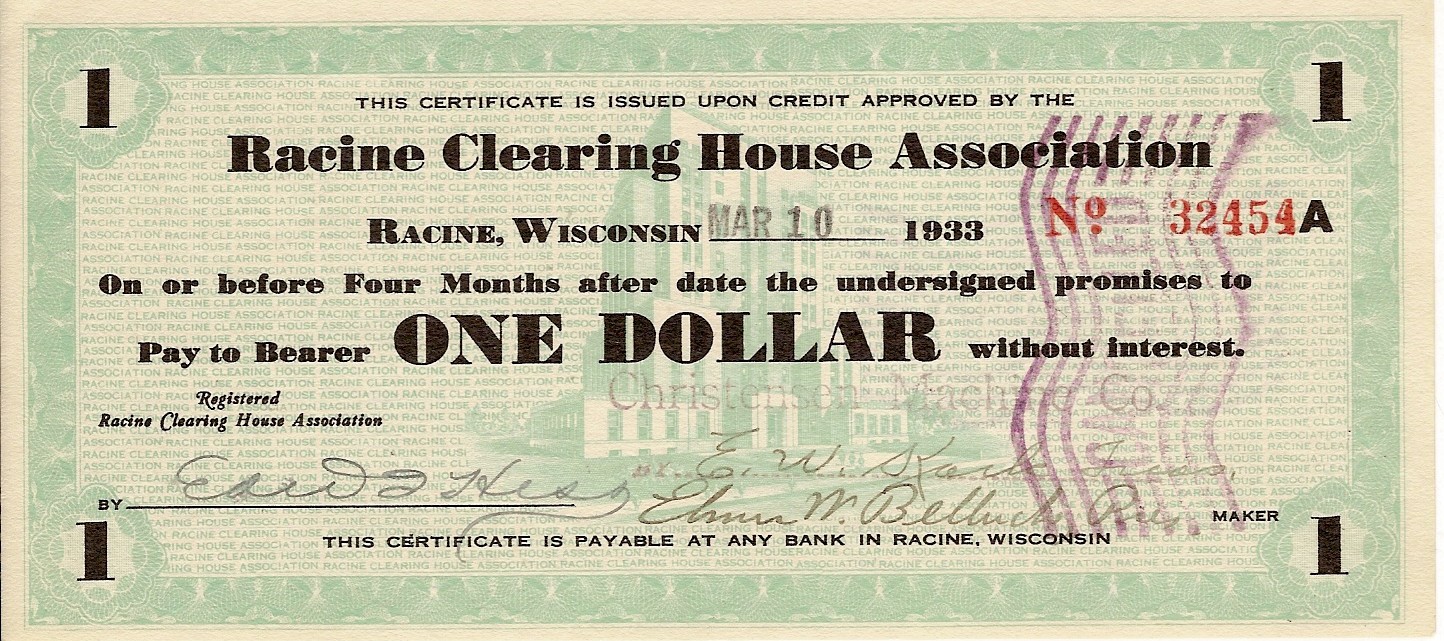 1 1
THIS CERTIFICATE IS ISSUED UPON CREDIT APPROVED BY THE
Racine Clearing House Association
RACINE, WISCONSIN MAR 10 1933 No 32454A
On or before Four Months after date the undersigned promises to
Pay to Bearer ONE DOLLAR without interest.
Christensen Machine Co.
Registered
Racine Clearing House Association
BY E. W.
BY W. MAKER
THIS CERTIFICATE IS PAYABLE AT ANY BANK IN RACINE, WISCONSIN
1 1